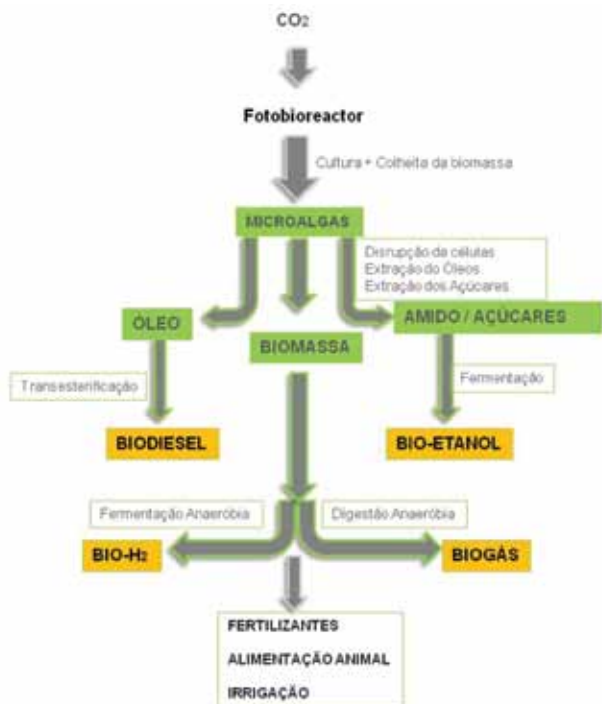 CO2
Fotobioreactor
Cultura + Colheita da biomassa
MICROALGAS
Disrupção de células
Extração do Óleos
Extração dos Açúcares
ÓLEO
AMIDO / AÇÚCARES
BIOMASSA
Transesterificação
Fermentação
BIODIESEL
BIO-ETANOL
Fermentação Anaeróbia
Digestão Anaeróbia
BIO-H2
BIOGÁS
FERTILIZANTES
ALIMENTAÇÃO ANIMAL
IRRIGAÇÃO